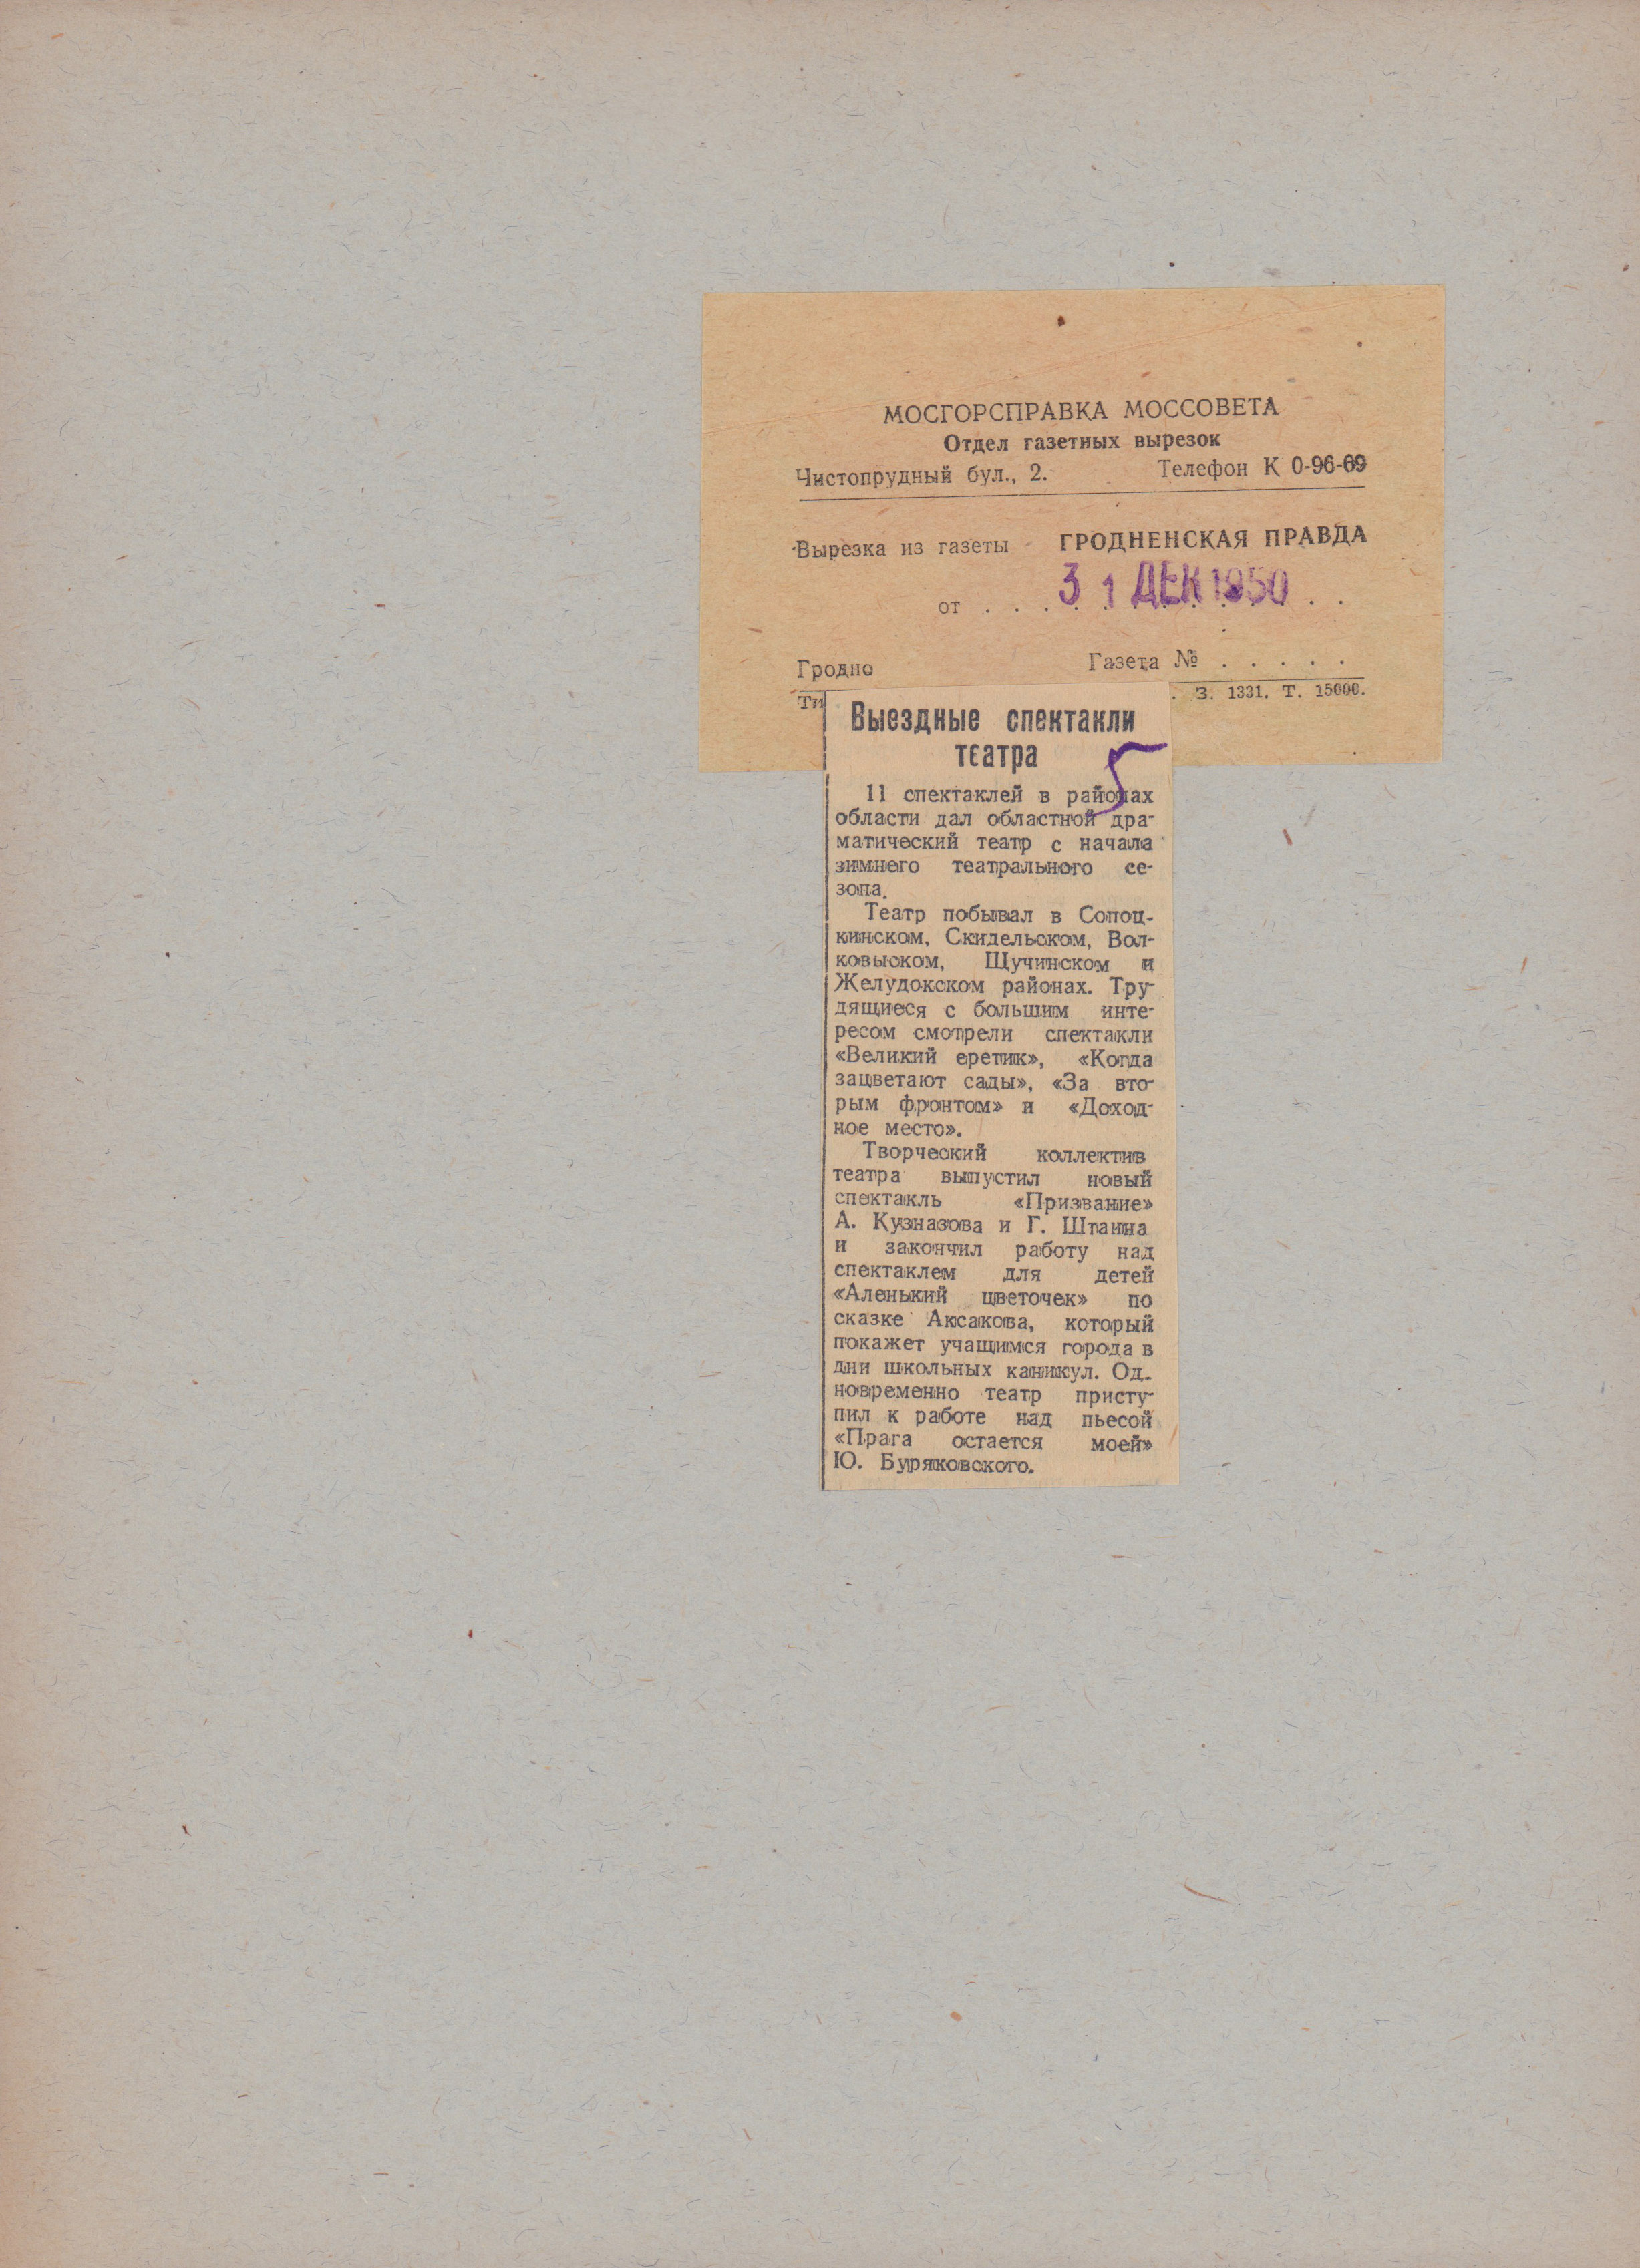 МОСГОРСПРАВКА МОССОВЕТА
Отдел газетных вырезок
Чистопрудный бул., 2. Телефон К 0-96-69
Вырезка из газеты ГРОДНЕНСКАЯ ПРАВДА
от . . . 31 ДЕК 1950 . .
Гродно Газета № . . . . .
Ти . З. 1331. Т. 15000.
Выездные спектакли
театра
5
11 спектаклей в районах
области дал областной дра-
матический театр с начала
зимнего театрального се-
зона.
Театр побывал в Сопоц-
кинском, Скидельском, Вол-
ковыском, Щучинском и
Желудокском районах. Тру-
дящиеся с большим инте-
ресом смотрели спектакли
«Великий еретик», «Когда
зацветают сады», «За вто-
рым фронтом» и «Доход-
ное место».
Творческий коллектив
театра выпустил новый
спектакль «Призвание»
А. Кузназова и Г. Штаина
и закончил работу над
спектаклем для детей
«Аленький цветочек» по
сказке Аксакова, который
покажет учащимся города в
дни школьных каникул. Од-
новременно театр присту-
пил к работе над пьесой
«Прага остается моей»
Ю. Буряковского.